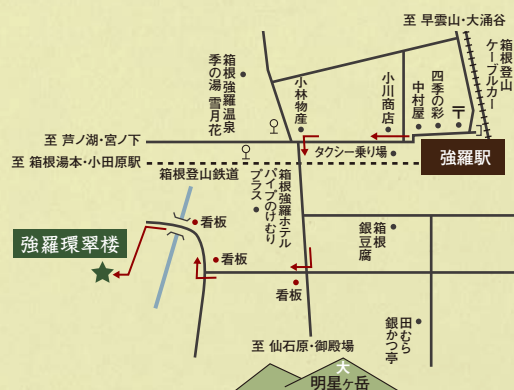 至 早雲山・大涌谷
箱根登山
ケーブルカー
箱根強羅温泉
季の湯 雪月花
小林物産
小川商店
中村屋
四季の彩
〒
至 芦ノ湖・宮ノ下
タクシー乗り場
強羅駅
至 箱根湯本・小田原駅
箱根登山鉄道
箱根強羅ホテル
パイプのけむり
プラス
看板
強羅環翠楼
箱根
銀豆腐
看板
看板
田むら
銀かつ亭
至 仙石原・御殿場
大
明星ヶ岳